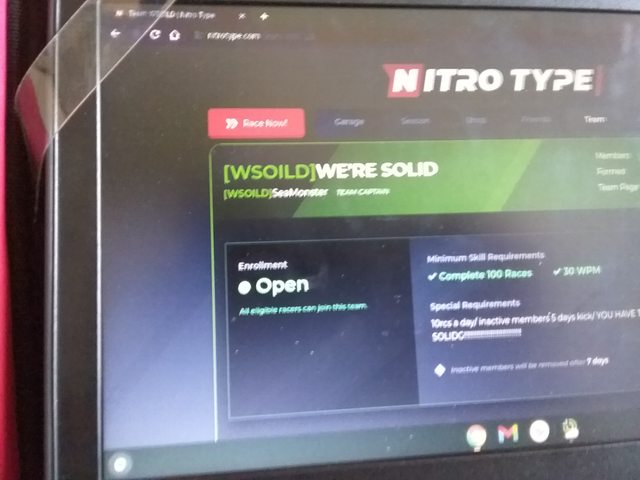 Team WSOILD | Nitro Type
nitrotype.com
NITRO TYPE
Race Now!
Garage Season Shop Friends Team
[WSOILD]WE'RE SOLID
[WSOILD]SeaMonster TEAM CAPTAIN
Members
Formed
Team Page
Enrollment
Open
All eligible racers can join this team.
Minimum Skill Requirements
Complete 100 Races 30 WPM
Special Requirements
10rcs a day/ inactive members 5 days kick/ YOU HAVE
Inactive members will be removed after 7 days